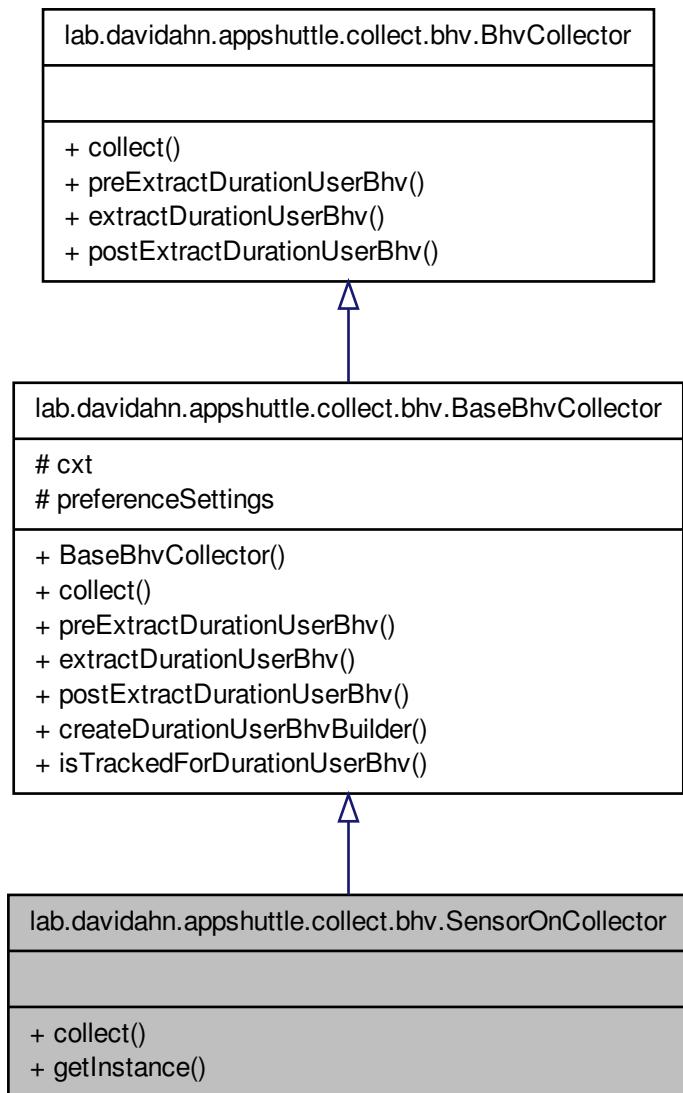 lab.davidahn.appshuttle.collect.bhv.BhvCollector
+ collect()
+ preExtractDurationUserBhv()
+ extractDurationUserBhv()
+ postExtractDurationUserBhv()
lab.davidahn.appshuttle.collect.bhv.BaseBhvCollector
# cxt
# preferenceSettings
+ BaseBhvCollector()
+ collect()
+ preExtractDurationUserBhv()
+ extractDurationUserBhv()
+ postExtractDurationUserBhv()
+ createDurationUserBhvBuilder()
+ isTrackedForDurationUserBhv()
lab.davidahn.appshuttle.collect.bhv.SensorOnCollector
+ collect()
+ getInstance()